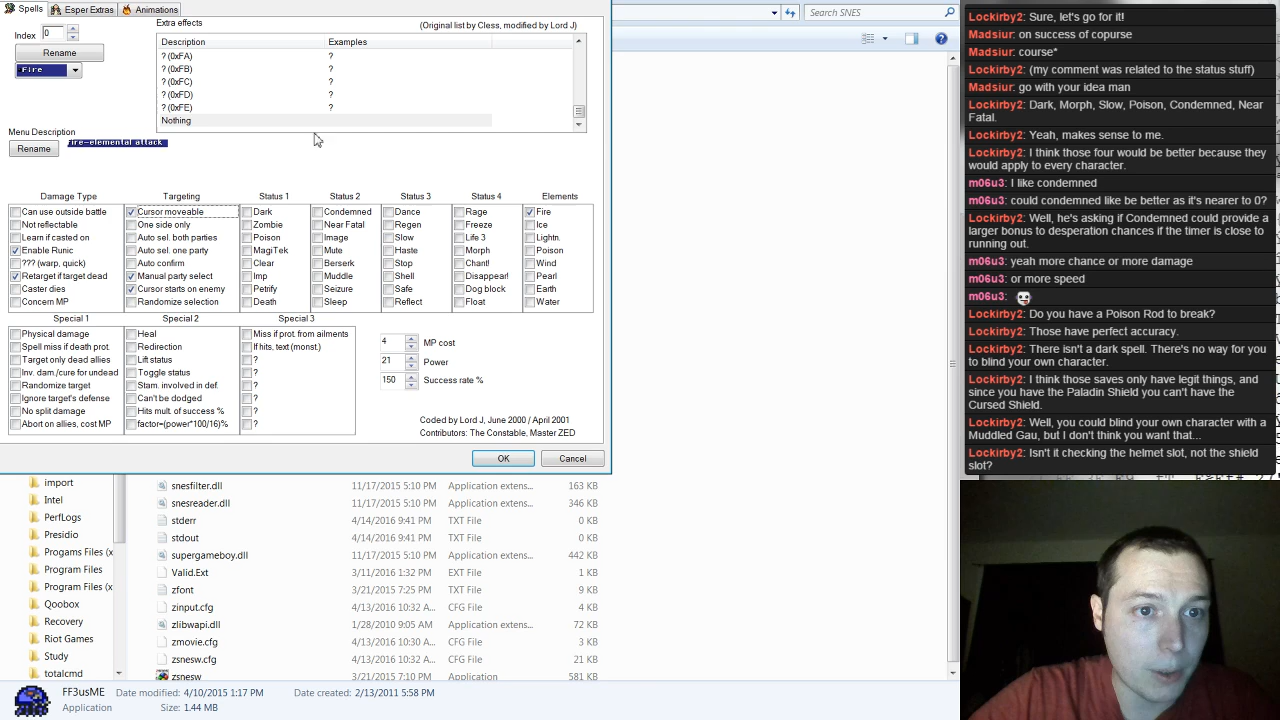 Spells
Esper Extras
Animations
Index
0
Rename
Fire
Menu Description
Rename
Fire-elemental attack
Extra effects
(Original list by Cless, modified by Lord J)
Description Examples
? (0xFA) ?
? (0xFB) ?
? (0xFC) ?
? (0xFD) ?
? (0xFE) ?
Nothing
Damage Type
Can use outside battle
Not reflectable
Learn if casted on
Enable Runic
??? (warp, quick)
Retarget if target dead
Caster dies
Concern MP
Targeting
Cursor moveable
One side only
Auto sel. both parties
Auto sel. one party
Auto confirm
Manual party select
Cursor starts on enemy
Randomize selection
Status 1
Dark
Zombie
Poison
MagiTek
Clear
Imp
Petrify
Death
Status 2
Condemned
Near Fatal
Image
Mute
Berserk
Muddle
Seizure
Sleep
Status 3
Dance
Regen
Slow
Haste
Stop
Shell
Safe
Reflect
Status 4
Rage
Freeze
Life 3
Morph
Chant!
Disappear!
Dog block
Float
Elements
Fire
Ice
Lightn.
Poison
Wind
Pearl
Earth
Water
Special 1
Physical damage
Spell miss if death prot.
Target only dead allies
Inv. dam./cure for undead
Randomize target
Ignore target's defense
No split damage
Abort on allies, cost MP
Special 2
Heal
Redirection
Lift status
Toggle status
Stam. involved in def.
Can't be dodged
Hits mult. of success %
factor=(power*100/16)%
Special 3
Miss if prot. from ailments
If hits, text (monst.)
?
?
?
?
?
?
4 MP cost
21 Power
150 Success rate %
Coded by Lord J, June 2000 / April 2001
Contributors: The Constable, Master ZED
OK
Cancel
Search SNES
import
Intel
PerfLogs
Presidio
Progams Files (x
Program Files
Program Files (
Qoobox
Recovery
Riot Games
Study
totalcmd
snesfilter.dll 11/17/2015 5:10 PM Application extens... 163 KB
snesreader.dll 11/17/2015 5:10 PM Application extens... 346 KB
stderr 4/14/2016 9:41 PM TXT File 0 KB
stdout 4/14/2016 9:41 PM TXT File 0 KB
supergameboy.dll 11/17/2015 5:10 PM Application extens... 442 KB
Valid.Ext 3/11/2016 1:32 PM EXT File 1 KB
zfont 3/21/2015 7:25 PM File 9 KB
zinput.cfg 4/13/2016 10:32 A... CFG File 4 KB
zlibwapi.dll 1/28/2010 9:05 AM Application extens... 72 KB
zmovie.cfg 4/13/2016 10:30 A... CFG File 3 KB
zsnesw.cfg 4/13/2016 10:32 A... CFG File 21 KB
zsnesw 3/21/2015 7:10 PM Application 581 KB
FF3usME Date modified: 4/10/2015 1:17 PM Date created: 2/13/2011 5:58 PM
Application Size: 1.44 MB
Lockirby2: Sure, let's go for it!
Madsiur: on success of copurse
Madsiur: course*
Lockirby2: (my comment was related to the status stuff)
Madsiur: go with your idea man
Lockirby2: Dark, Morph, Slow, Poison, Condemned, Near
Fatal.
Lockirby2: Yeah, makes sense to me.
Lockirby2: I think those four would be better because they
would apply to every character.
m06u3: I like condemned
m06u3: could condemned like be better as it's nearer to 0?
Lockirby2: Well, he's asking if Condemned could provide a
larger bonus to desperation chances if the timer is close to
running out.
m06u3: yeah more chance or more damage
m06u3: or more speed
m06u3:
Lockirby2: Do you have a Poison Rod to break?
Lockirby2: Those have perfect accuracy.
Lockirby2: There isn't a dark spell. There's no way for you
to blind your own character.
Lockirby2: I think those saves only have legit things, and
since you have the Paladin Shield you can't have the
Cursed Shield.
Lockirby2: Well, you could blind your own character with a
Muddled Gau, but I don't think you want that...
Lockirby2: Isn't it checking the helmet slot, not the shield
slot?